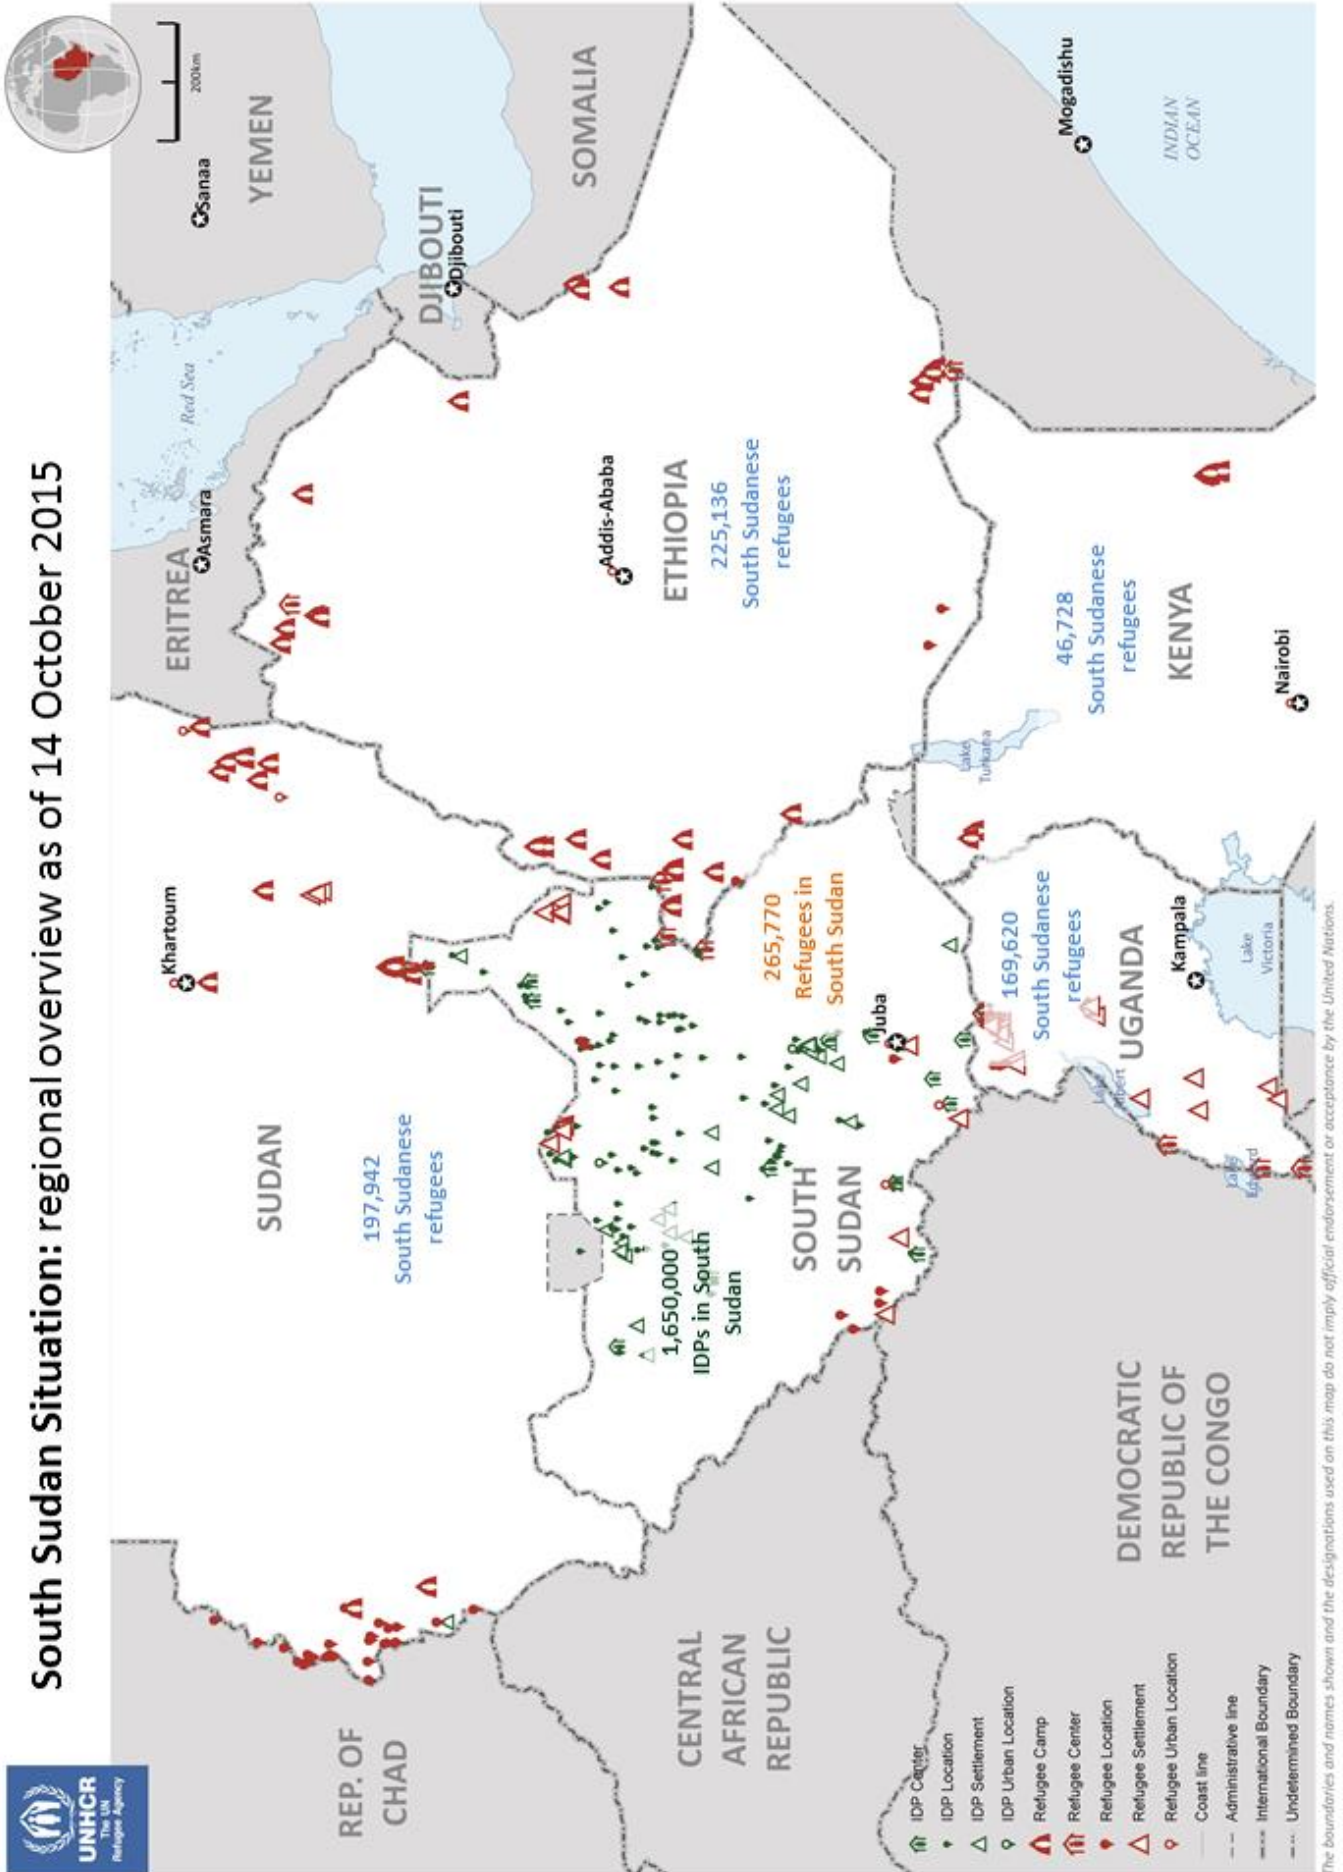 South Sudan Situation: regional overview as of 14 October 2015
UNHCR
The UN
Refugee Agency
200km
Khartoum
ERITREA
Asmara
Red Sea
Sanaa
YEMEN
SUDAN
197,942
South Sudanese
refugees
REP. OF
CHAD
DJIBOUTI
Djibouti
SOMALIA
Addis-Ababa
ETHIOPIA
225,136
South Sudanese
refugees
1,650,000
IDPs in South
Sudan
CENTRAL
AFRICAN
REPUBLIC
265,770
Refugees in
South Sudan
SOUTH
SUDAN
Juba
Lake
Turkana
169,620
South Sudanese
refugees
46,728
South Sudanese
refugees
Mogadishu
INDIAN
OCEAN
UGANDA
KENYA
Kampala
Lake
Victoria
Nairobi
Lake
Edward
DEMOCRATIC
REPUBLIC OF
THE CONGO
IDP Center
IDP Location
IDP Settlement
IDP Urban Location
Refugee Camp
Refugee Center
Refugee Location
Refugee Settlement
Refugee Urban Location
Coast line
Administrative line
International Boundary
Undetermined Boundary
The boundaries and names shown and the designations used on this map do not imply official endorsement or acceptance by the United Nations.